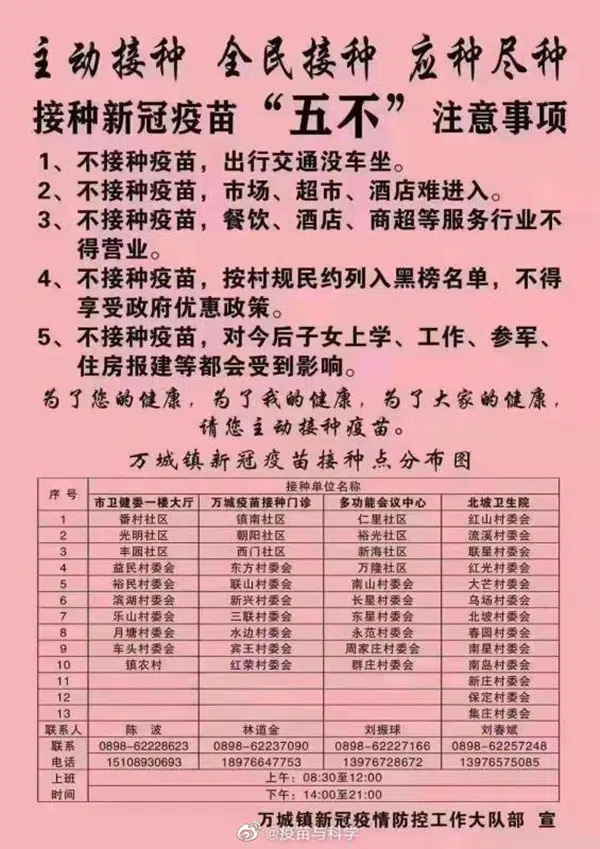 主动接种 全民接种 应种尽种
接种新冠疫苗“五不”注意事项
1、不接种疫苗，出行交通没车坐。
2、不接种疫苗，市场、超市、酒店难进入。
3、不接种疫苗，餐饮、酒店、商超等服务行业不
得营业。
4、不接种疫苗，按村规民约列入黑榜名单，不得
享受政府优惠政策。
5、不接种疫苗，对今后子女上学、工作、参军、
住房报建等都会受到影响。
为了您的健康，为了我的健康，为了大家的健康，
请您主动接种疫苗。
万城镇新冠疫苗接种点分布图
序号 接种单位名称
市卫健委一楼大厅 万城疫苗接种门诊 多功能会议中心 北坡卫生院
1 番村社区 镇南社区 仁里社区 红山村委会
2 光明社区 朝阳社区 裕光社区 流溪村委会
3 丰园社区 西门社区 新海社区 联星村委会
4 益民村委会 东方村委会 万隆社区 红光村委会
5 裕民村委会 联山村委会 南山村委会 大芒村委会
6 滨湖村委会 新兴村委会 长星村委会 乌场村委会
7 乐山村委会 三联村委会 东星村委会 北坡村委会
8 月塘村委会 水边村委会 永范村委会 春园村委会
9 车头村委会 宾王村委会 周家庄村委会 南星村委会
10 镇农村 红荣村委会 群庄村委会 南岛村委会
11 新庄村委会
12 保定村委会
13 集庄村委会
联系人 陈波 林道金 刘振球 刘春斌
联系 0898-62228623 0898-62237090 0898-62227166 0898-62257248
电话 15108930693 18976647753 13976728672 13976575085
上班 上午：08:30至12:00
时间 下午：14:00至21:00
万城镇新冠疫情防控工作大队部 宣
@疫苗与科学